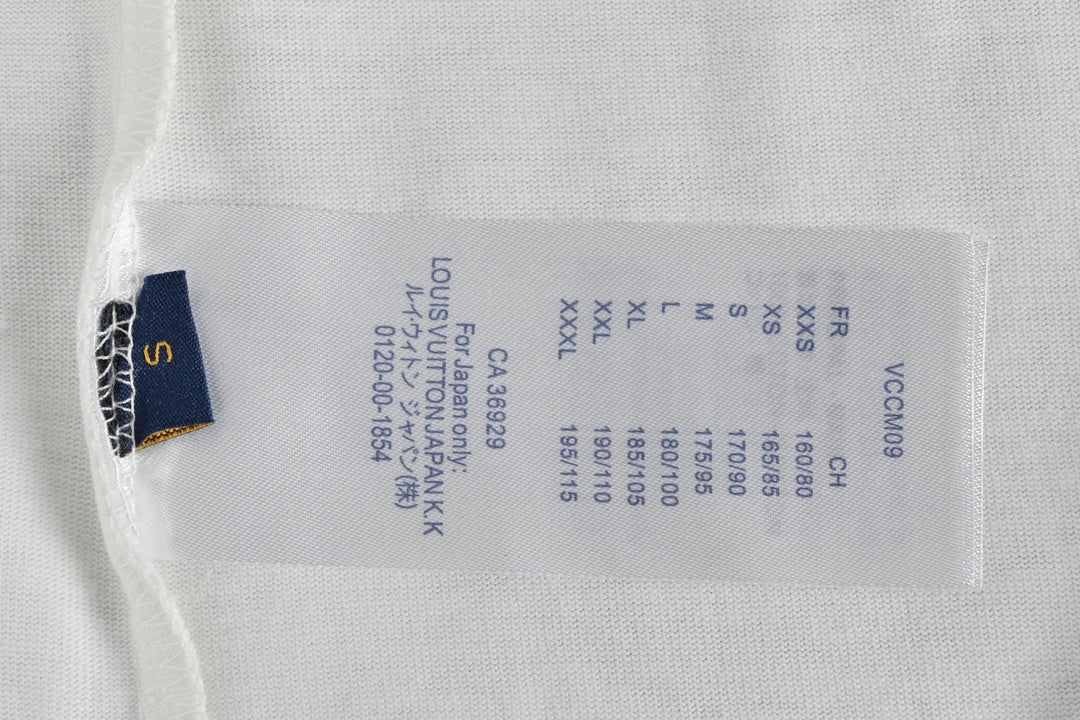 VCCM09
FR CH
XXS 160/80
XS 165/85
S 170/90
M 175/95
L 180/100
XL 185/105
XXL 190/110
XXXL 195/115
CA 36929
For Japan only:
LOUIS VUITTON JAPAN K.K
ルイ・ウィトン ジャパン(株)
0120-00-1854
S